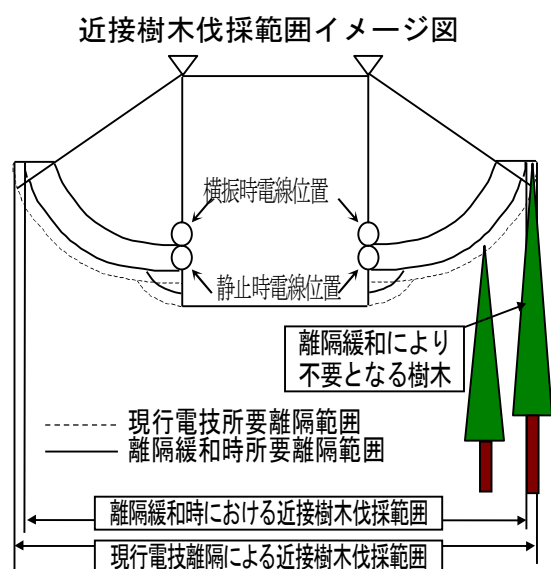 近接樹木伐採範囲イメージ図
横振時電線位置
静止時電線位置
離隔緩和により
不要となる樹木
現行電技所要離隔範囲
離隔緩和時所要離隔範囲
離隔緩和時における近接樹木伐採範囲
現行電技離隔による近接樹木伐採範囲